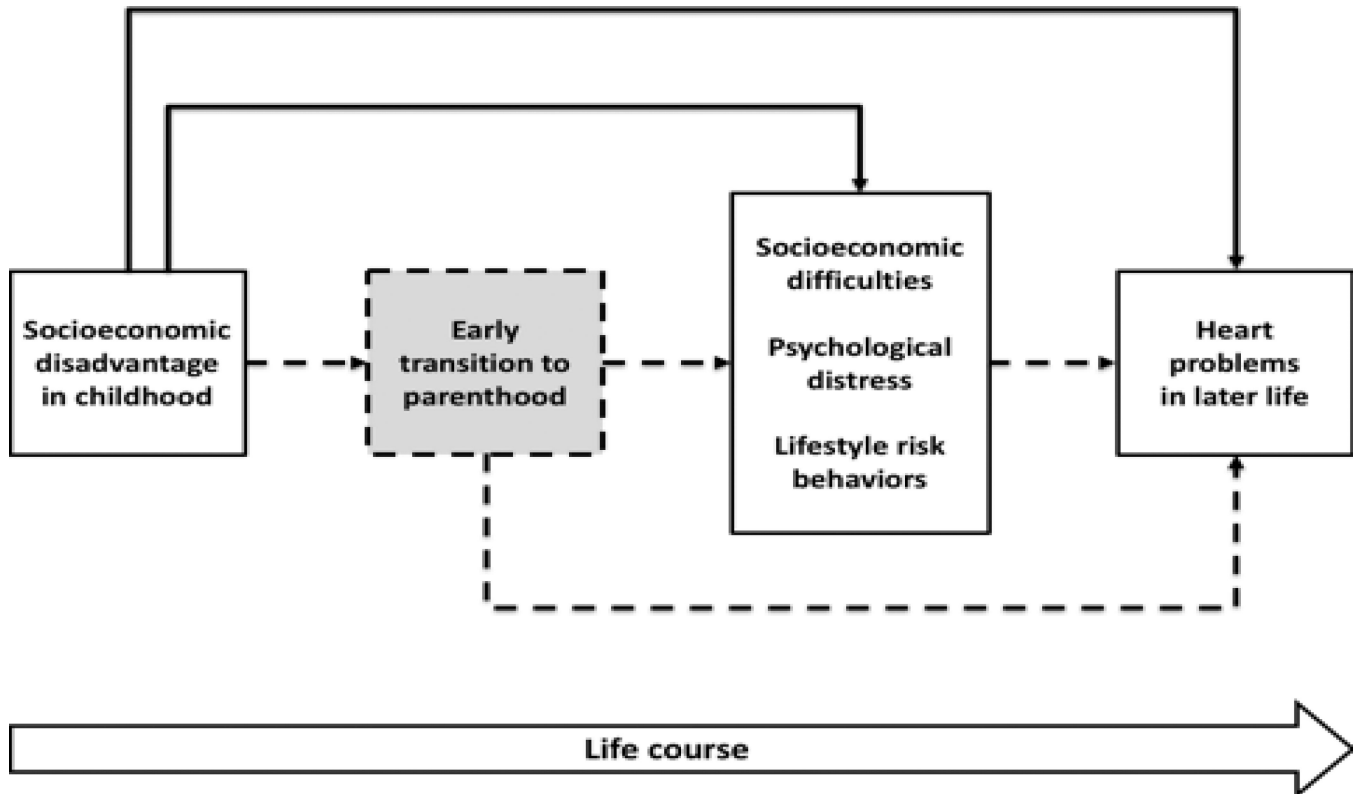 Socioeconomic
disadvantage
in childhood
Early
transition to
parenthood
Socioeconomic
difficulties
Psychological
distress
Lifestyle risk
behaviors
Heart
problems
in later life
Life course